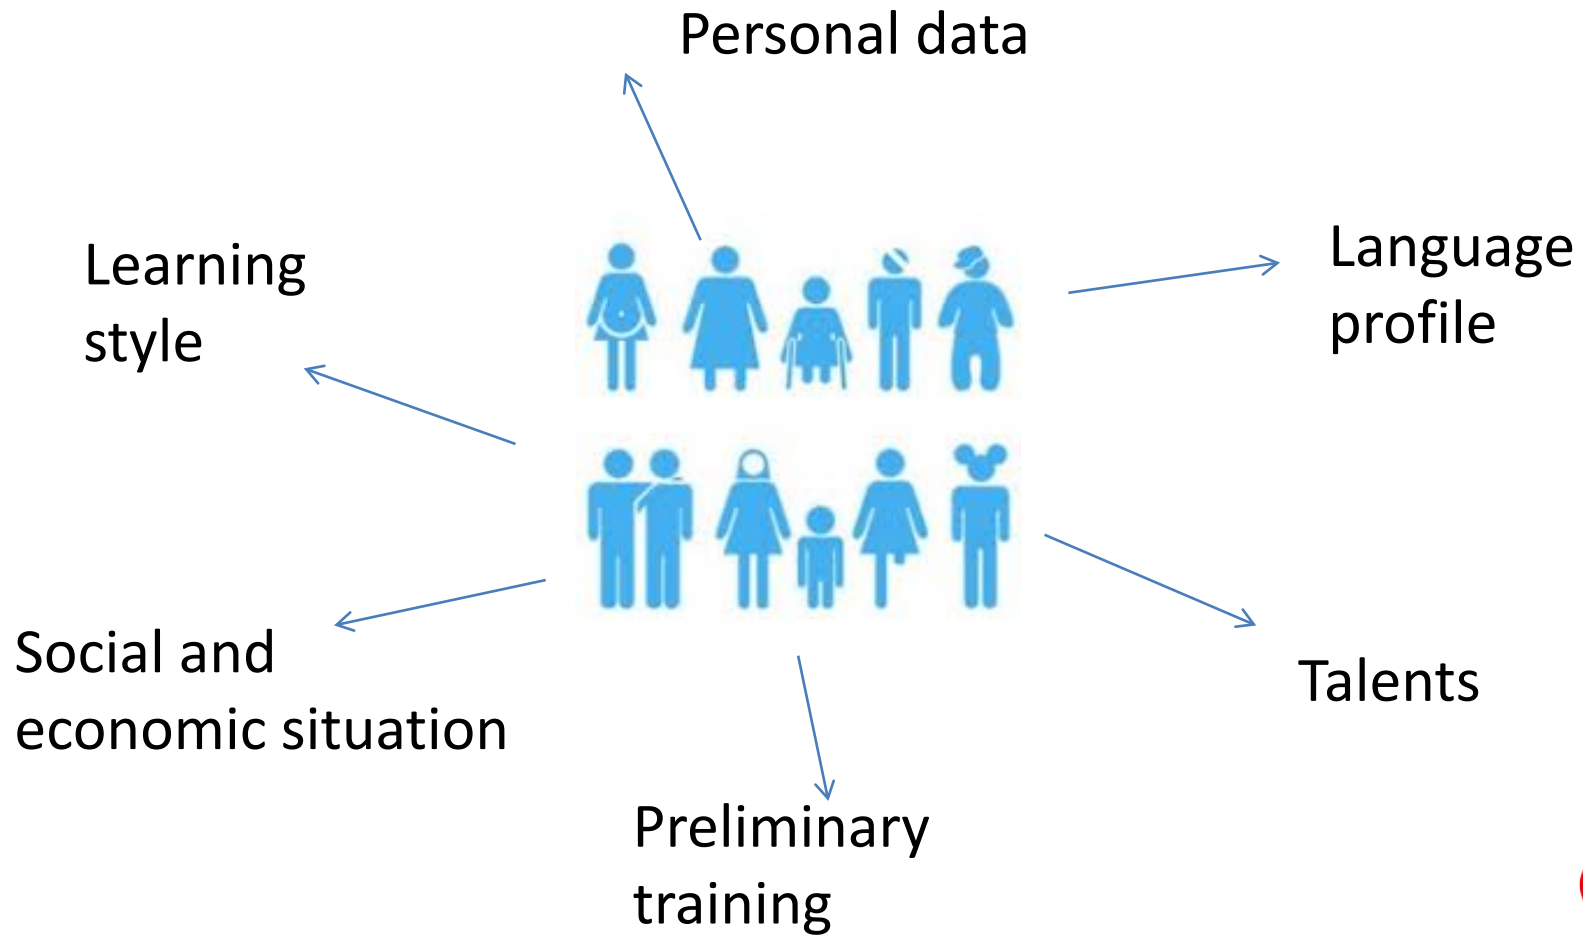 Personal data
Language
profile
Learning
style
Social and
economic situation
Talents
Preliminary
training